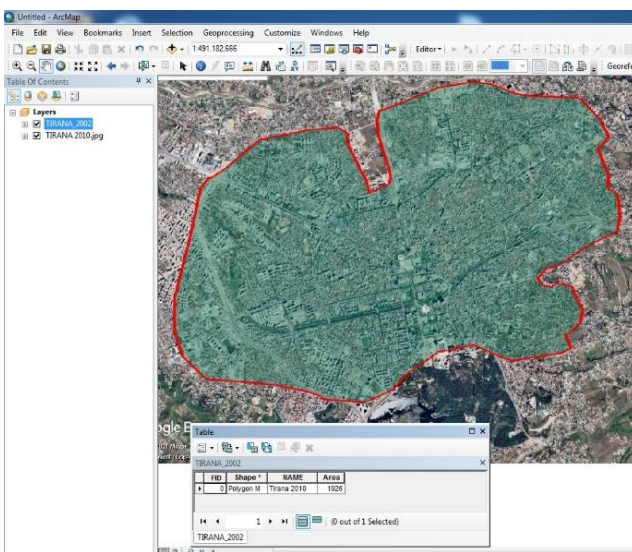 Untitled - ArcMap
File Edit View Bookmarks Insert Selection Geoprocessing Customize Windows Help
1:491.182.666
Editor
Georef
Table Of Contents
Layers
TIRANA_2002
TIRANA 2010.jpg
gle E
Table
TIRANA_2002
FID Shape * NAME Area
0 Polygon M Tirana 2010 1926
1 (0 out of 1 Selected)
TIRANA_2002